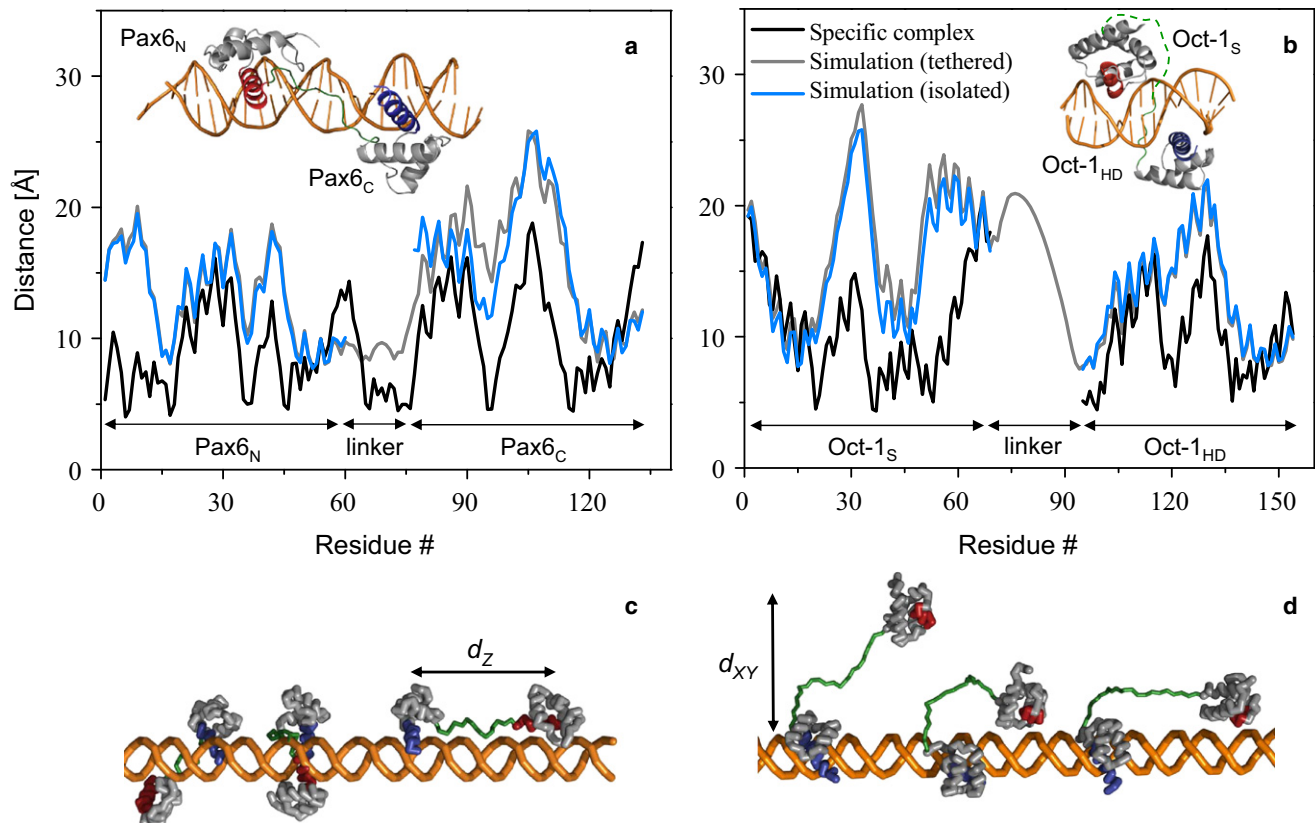 Pax6N
a
Pax6C
30
20
10
0
Distance [Å]
Pax6N
linker
Pax6C
1
30
60
90
120
Residue #
b
Specific complex
Simulation (tethered)
Simulation (isolated)
Oct-1S
Oct-1HD
30
20
10
0
Oct-1S
linker
Oct-1HD
1
30
60
90
120
150
Residue #
c
dZ
d
dXY